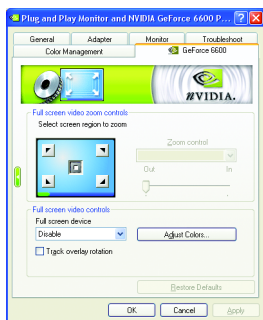 Plug and Play Monitor and NVIDIA GeForce 6600 P...
General
Adapter
Monitor
Troubleshoot
Color Management
GeForce 6600
NVIDIA.
Full screen video zoom controls
Select screen region to zoom
Zoom control
Out
In
Full screen video controls
Full screen device
Disable
Adjust Colors...
Track overlay rotation
Restore Defaults
OK
Cancel
Apply